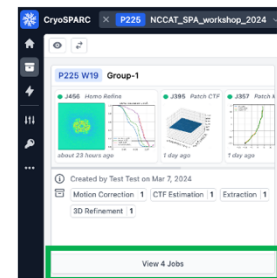 CryoSPARC × P225 NCCAT_SPA_workshop_2024
P225 W19 Group-1
J456 Homo Refine J395 Patch CTF J357 Patch M
about 23 hours ago 1 day ago 1 day ago
Created by Test Test on Mar 7, 2024
Motion Correction 1 CTF Estimation 1 Extraction 1
3D Refinement 1
View 4 Jobs